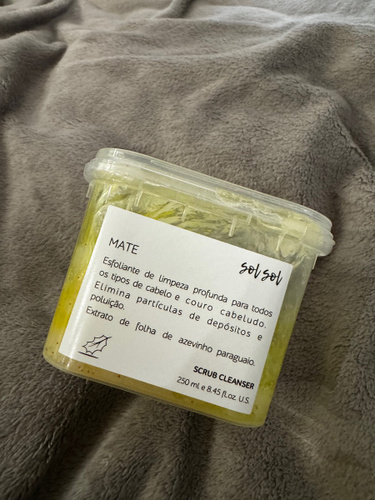 MATE
sol sol
Esfoliante de limpeza profunda para todos
os tipos de cabelo e couro cabeludo.
Elimina partículas de depósitos e
poluição.
Extrato de folha de azevinho paraguaio.
SCRUB CLEANSER
250 ml e 8.45 fl.oz. U.S.